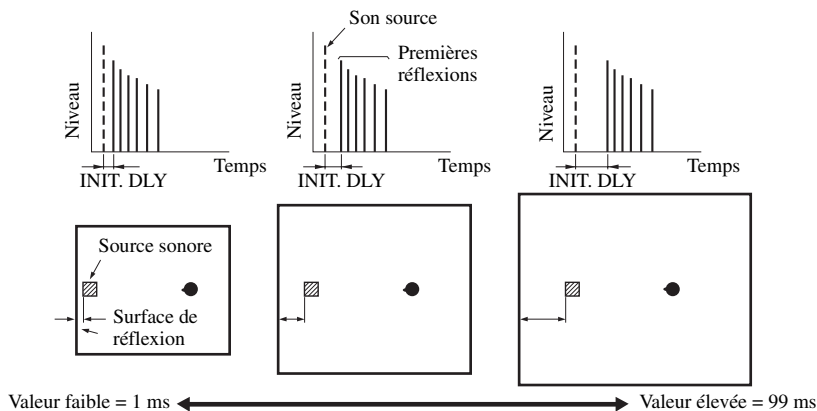 Son source
Premières
réflexions
Niveau
Temps
INIT. DLY
Niveau
Temps
INIT. DLY
Niveau
Temps
INIT. DLY
Source sonore
Surface de
réflexion
Valeur faible = 1 ms
Valeur élevée = 99 ms